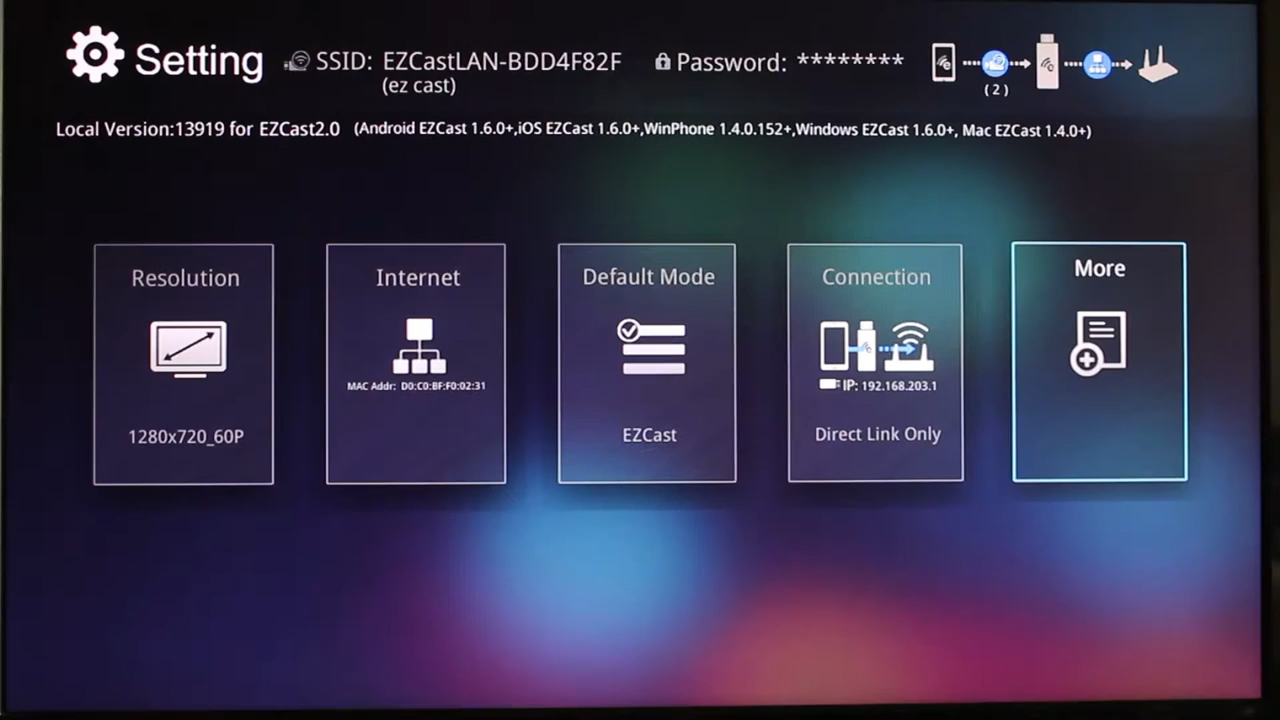 Setting
SSID: EZCastLAN-BDD4F82F
(ez cast)
Password: ********
(2)
Local Version:13919 for EZCast2.0 (Android EZCast 1.6.0+,iOS EZCast 1.6.0+,WinPhone 1.4.0.152+,Windows EZCast 1.6.0+, Mac EZCast 1.4.0+)
Resolution
1280x720_60P
Internet
MAC Addr: D0:C0:BF:F0:02:31
Default Mode
EZCast
Connection
IP: 192.168.203.1
Direct Link Only
More